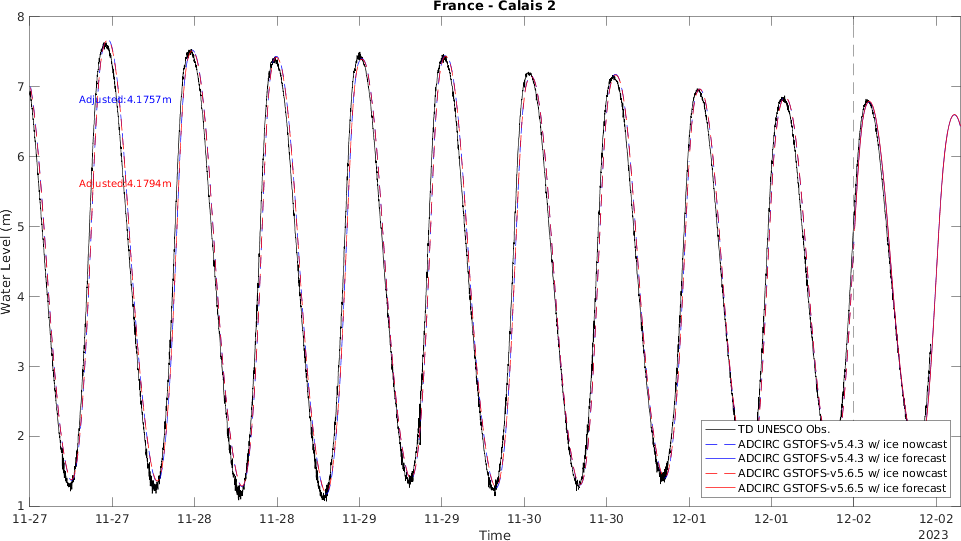 France - Calais 2
8
7
6
5
4
3
2
1
Water Level (m)
Adjusted:4.1757m
Adjusted:4.1794m
TD UNESCO Obs.
ADCIRC GSTOFS-v5.4.3 w/ ice nowcast
ADCIRC GSTOFS-v5.4.3 w/ ice forecast
ADCIRC GSTOFS-v5.6.5 w/ ice nowcast
ADCIRC GSTOFS-v5.6.5 w/ ice forecast
11-27 11-27 11-28 11-28 11-29 11-29 11-30 11-30 12-01 12-01 12-02 12-02
Time
2023